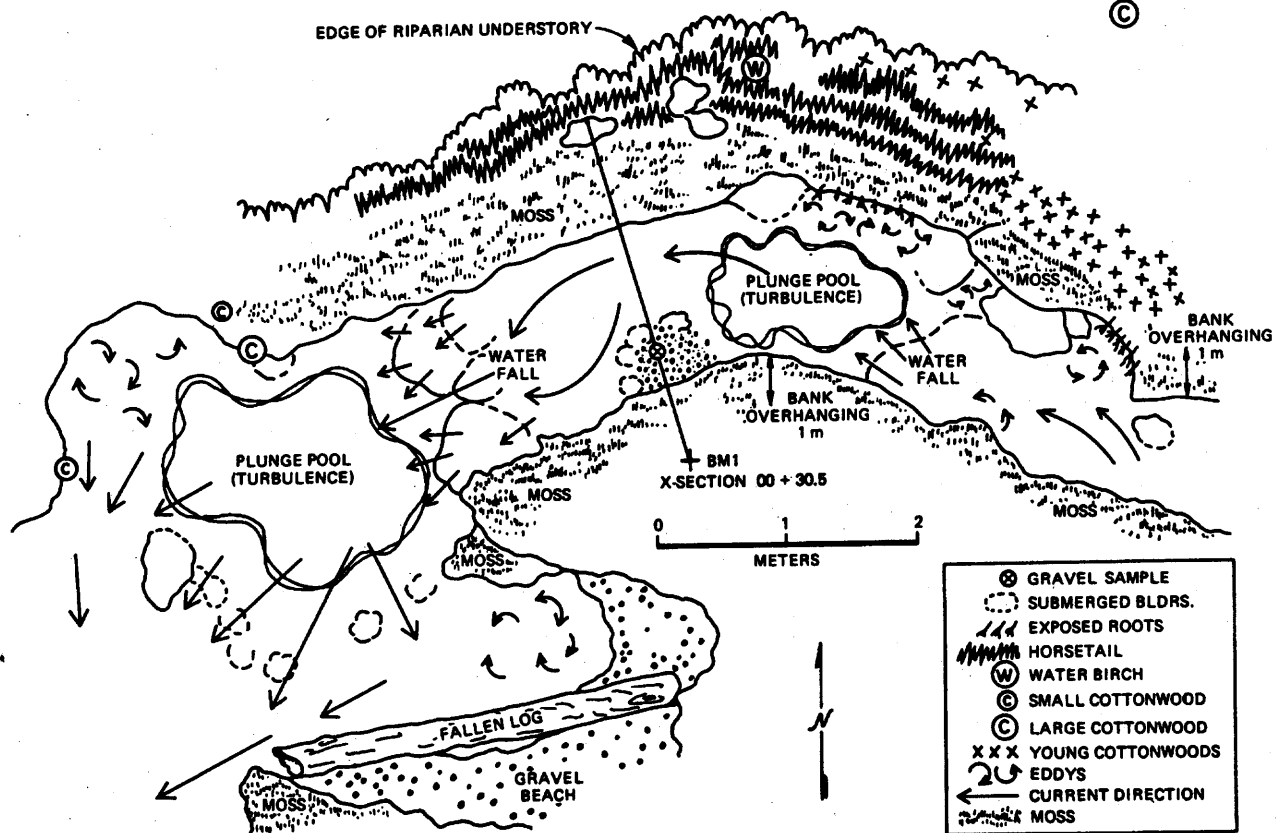 C
EDGE OF RIPARIAN UNDERSTORY
W
MOSS
MOSS
PLUNGE POOL
(TURBULENCE)
BANK
OVERHANGING
1 m
C
C
WATER
FALL
WATER
FALL
BANK
OVERHANGING
1 m
C
PLUNGE POOL
(TURBULENCE)
BM1
X-SECTION 00 + 30.5
MOSS
MOSS
0 1 2
METERS
MOSS
GRAVEL SAMPLE
SUBMERGED BLDRS.
EXPOSED ROOTS
HORSETAIL
W WATER BIRCH
C SMALL COTTONWOOD
C LARGE COTTONWOOD
XXX YOUNG COTTONWOODS
EDDYS
CURRENT DIRECTION
MOSS
N
FALLEN LOG
GRAVEL
BEACH
MOSS